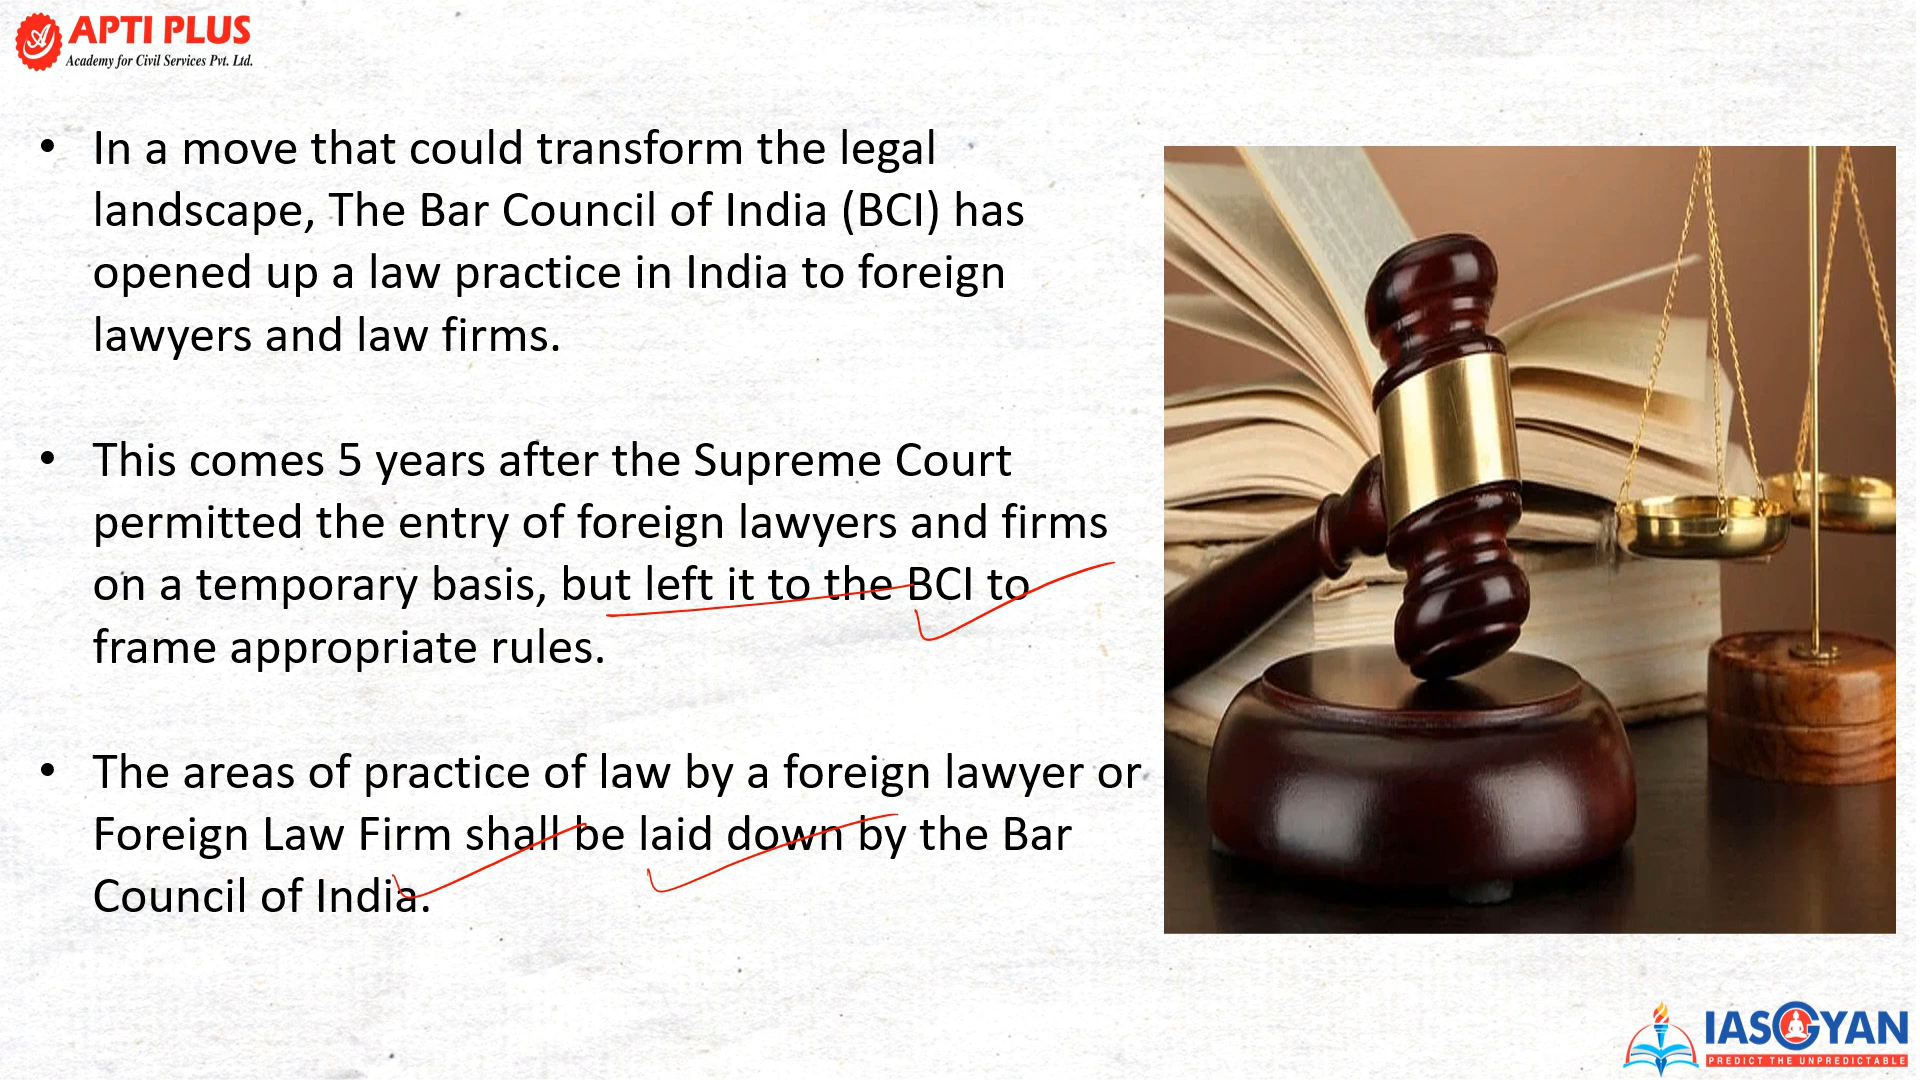 APTI PLUS
Academy for Civil Services Pvt. Ltd.
• In a move that could transform the legal
landscape, The Bar Council of India (BCI) has
opened up a law practice in India to foreign
lawyers and law firms.
• This comes 5 years after the Supreme Court
permitted the entry of foreign lawyers and firms
on a temporary basis, but left it to the BCI to
frame appropriate rules.
• The areas of practice of law by a foreign lawyer or
Foreign Law Firm shall be laid down by the Bar
Council of India.
IASGYAN
PREDICT THE UNPREDICTABLE